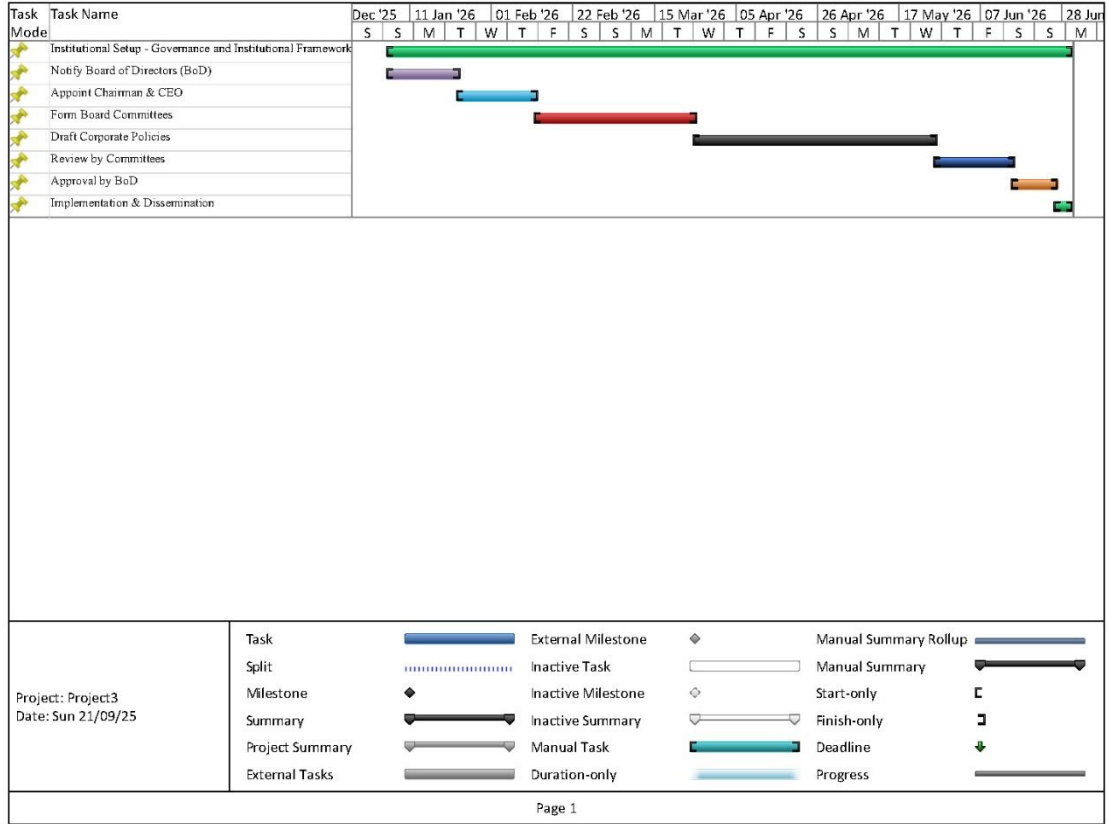 Task Mode Task Name Dec '25 11 Jan '26 01 Feb '26 22 Feb '26 15 Mar '26 05 Apr '26 26 Apr '26 17 May '26 07 Jun '26 28 Jun
S S M T W T F S S M T W T F S S M T W T F S S M
Institutional Setup - Governance and Institutional Framework
Notify Board of Directors (BoD)
Appoint Chairman & CEO
Form Board Committees
Draft Corporate Policies
Review by Committees
Approval by BoD
Implementation & Dissemination
Project: Project3
Date: Sun 21/09/25
Task
Split
Milestone
Summary
Project Summary
External Tasks
External Milestone
Inactive Task
Inactive Milestone
Inactive Summary
Manual Task
Duration-only
Manual Summary Rollup
Manual Summary
Start-only
Finish-only
Deadline
Progress
Page 1